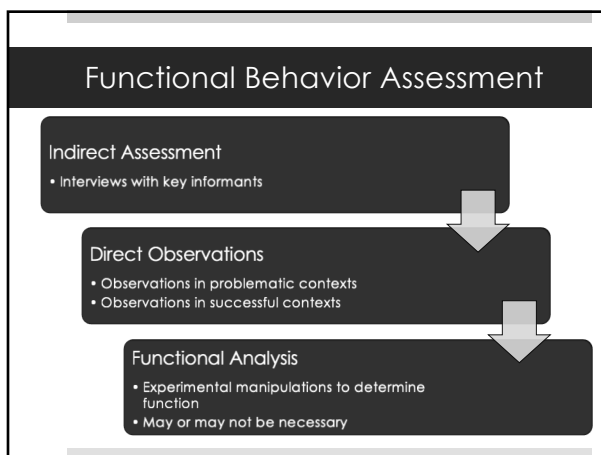 Functional Behavior Assessment
Indirect Assessment
• Interviews with key informants
Direct Observations
• Observations in problematic contexts
• Observations in successful contexts
Functional Analysis
• Experimental manipulations to determine
function
• May or may not be necessary